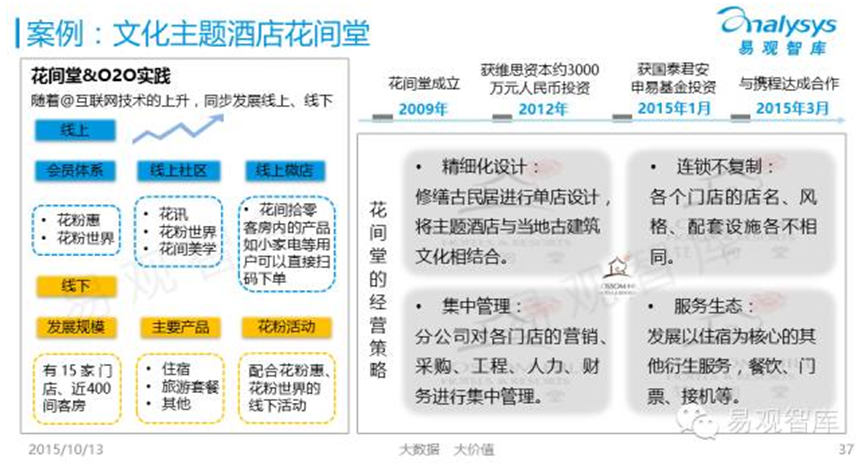 案例：文化主题酒店花间堂
analysys
易观智库
花间堂&O2O实践
随着@互联网技术的上升，同步发展线上、线下
线上
会员体系
线上社区
线上微店
• 花粉惠
• 花粉世界
• 花讯
• 花粉世界
• 花间美学
• 花间拾零
客房内的产品
如小家电等用
户可以直接扫
码下单
线下
发展规模
主要产品
花粉活动
有15家门
店、近400
间客房
• 住宿
• 旅游套餐
• 其他
配合花粉惠、
花粉世界的
线下活动
花间堂成立
2009年
获维思资本约3000
万元人民币投资
2012年
获国泰君安
申易基金投资
2015年1月
与携程达成合作
2015年3月
花间堂的经营策略
• 精细化设计：
修缮古民居进行单店设计，
将主题酒店与当地古建筑
文化相结合。
• 连锁不复制：
各个门店的店名、风
格、配套设施各不相
同。
• 集中管理：
分公司对各门店的营销、
采购、工程、人力、财
务进行集中管理。
• 服务生态：
发展以住宿为核心的其
他衍生服务，餐饮、门
票、接机等。
易观智库
2015/10/13
大数据 大价值
37